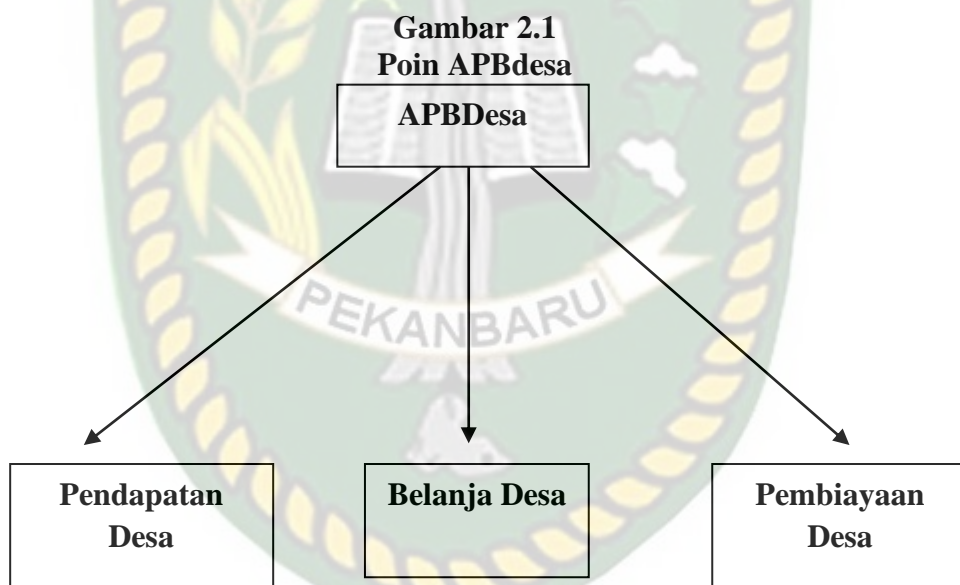 Gambar 2.1
Poin APBdesa
APBDesa
PEKANBARU
Pendapatan
Desa
Belanja Desa
Pembiayaan
Desa